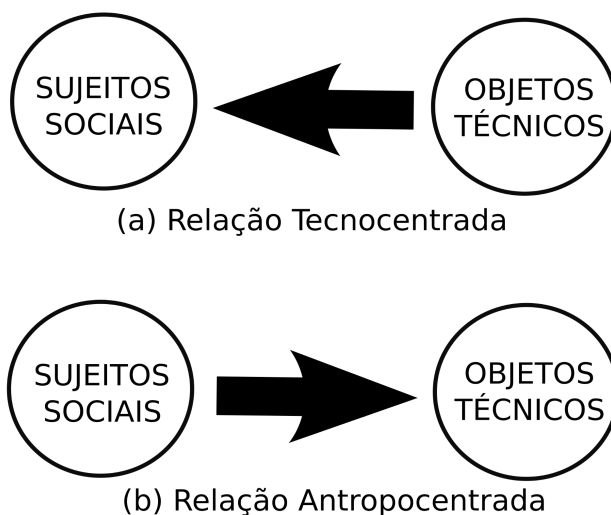 SUJEITOS
SOCIAIS
OBJETOS
TÉCNICOS
(a) Relação Tecnocentrada
SUJEITOS
SOCIAIS
OBJETOS
TÉCNICOS
(b) Relação Antropocentrada